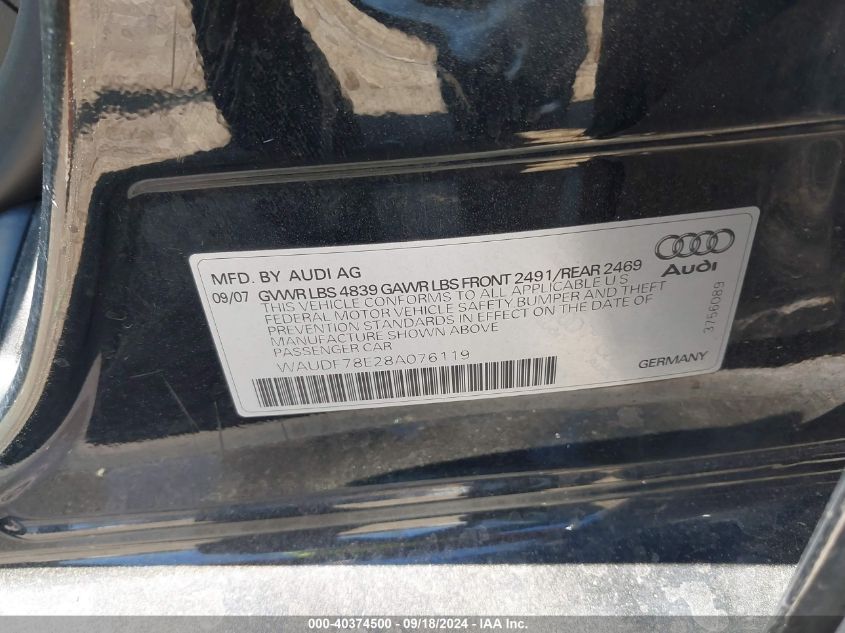 MFD. BY AUDI AG
09/07 GVWR LBS 4839 GAWR LBS FRONT 2491/REAR 2469
THIS VEHICLE CONFORMS TO ALL APPLICABLE U S
FEDERAL MOTOR VEHICLE SAFETY, BUMPER AND THEFT
PREVENTION STANDARDS IN EFFECT ON THE DATE OF
MANUFACTURE SHOWN ABOVE
PASSENGER CAR
WAUDF78E28A076119
Audi
3756089
GERMANY
40374500 - 09/18/2024 - IAA Inc.